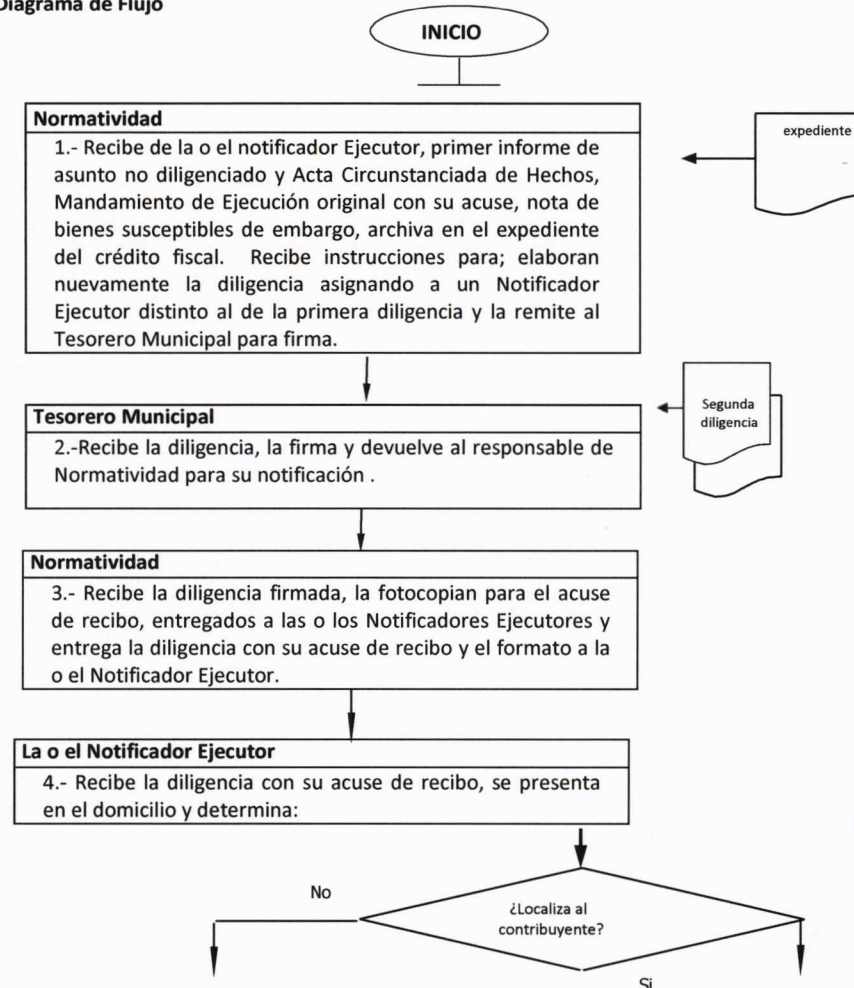 Diagrama de Flujo
INICIO
Normatividad
1.- Recibe de la o el notificador Ejecutor, primer informe de
asunto no diligenciado y Acta Circunstanciada de Hechos,
Mandamiento de Ejecución original con su acuse, nota de
bienes susceptibles de embargo, archiva en el expediente
del crédito fiscal. Recibe instrucciones para; elaboran
nuevamente la diligencia asignando a un Notificador
Ejecutor distinto al de la primera diligencia y la remite al
Tesorero Municipal para firma.
expediente
Tesorero Municipal
2.-Recibe la diligencia, la firma y devuelve al responsable de
Normatividad para su notificación .
Segunda
diligencia
Normatividad
3.- Recibe la diligencia firmada, la fotocopian para el acuse
de recibo, entregados a las o los Notificadores Ejecutores y
entrega la diligencia con su acuse de recibo y el formato a la
o el Notificador Ejecutor.
La o el Notificador Ejecutor
4.- Recibe la diligencia con su acuse de recibo, se presenta
en el domicilio y determina:
No
¿Localiza al
contribuyente?
Si